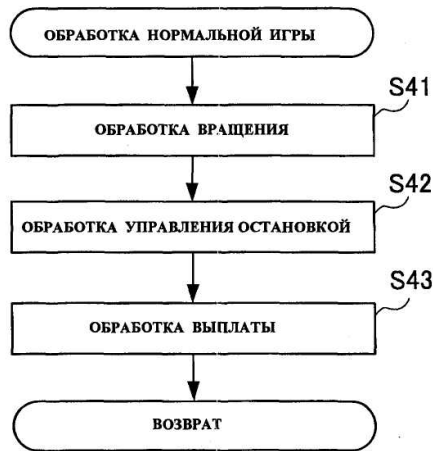 ОБРАБОТКА НОРМАЛЬНОЙ ИГРЫ
S41
ОБРАБОТКА ВРАЩЕНИЯ
S42
ОБРАБОТКА УПРАВЛЕНИЯ ОСТАНОВКОЙ
S43
ОБРАБОТКА ВЫПЛАТЫ
ВОЗВРАТ